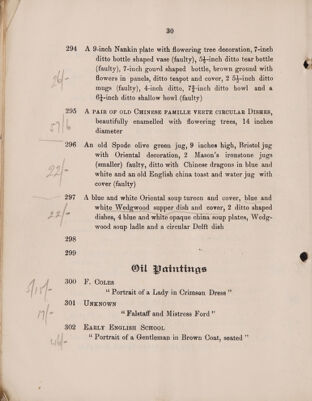 30
294 A 9-inch Nankin plate with flowering tree decoration, 7-inch
ditto bottle shaped vase (faulty), 5½-inch ditto tear bottle
(faulty), 7-inch gourd shaped bottle, brown ground with
flowers in panels, ditto teapot and cover, 2 5½-inch ditto
mugs (faulty), 4-inch ditto, 7¾-inch ditto bowl and a
6½-inch ditto shallow bowl (faulty)
26/-
295 A PAIR OF OLD CHINESE FAMILLE VERTE CIRCULAR DISHES,
beautifully enamelled with flowering trees, 14 inches
diameter
57/6
296 An old Spode olive green jug, 9 inches high, Bristol jug
with Oriental decoration, 2 Mason's ironstone jugs
(smaller) faulty, ditto with Chinese dragons in blue and
white and an old English china toast and water jug with
cover (faulty)
22/-
297 A blue and white Oriental soup tureen and cover, blue and
white Wedgwood supper dish and cover, 2 ditto shaped
dishes, 4 blue and white opaque china soup plates, Wedg-
wood soup ladle and a circular Delft dish
22/-
298
299
Oil Paintings
300 F. COLES
"Portrait of a Lady in Crimson Dress"
301 UNKNOWN
"Falstaff and Mistress Ford"
302 EARLY ENGLISH SCHOOL
"Portrait of a Gentleman in Brown Coat, seated"